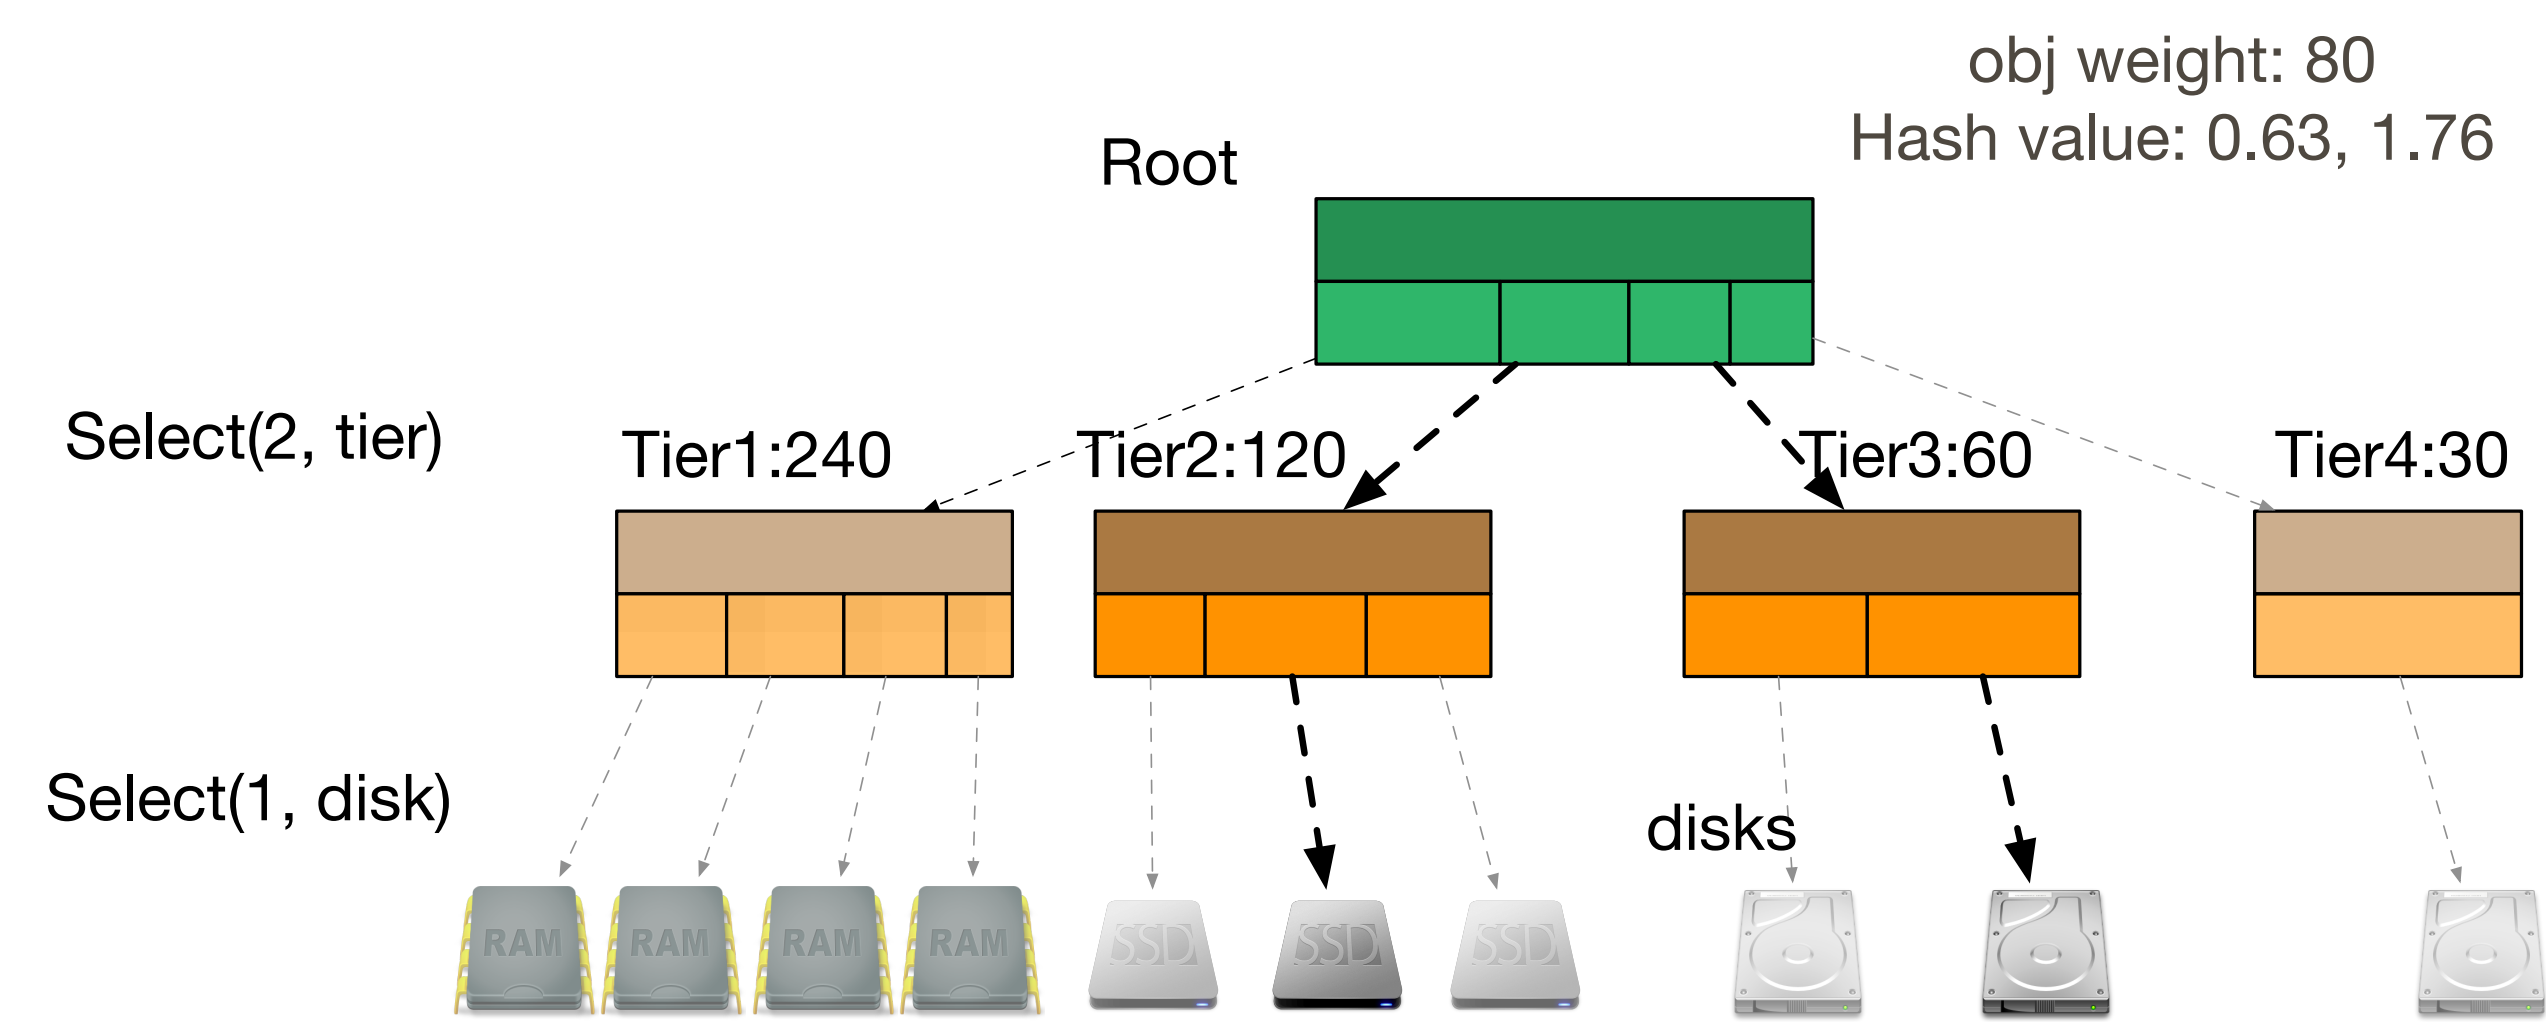 obj weight: 80
Hash value: 0.63, 1.76
Root
Select(2, tier)
Tier1:240
Tier2:120
Tier3:60
Tier4:30
Select(1, disk)
disks
RAM
RAM
RAM
RAM
SSD
SSD
SSD